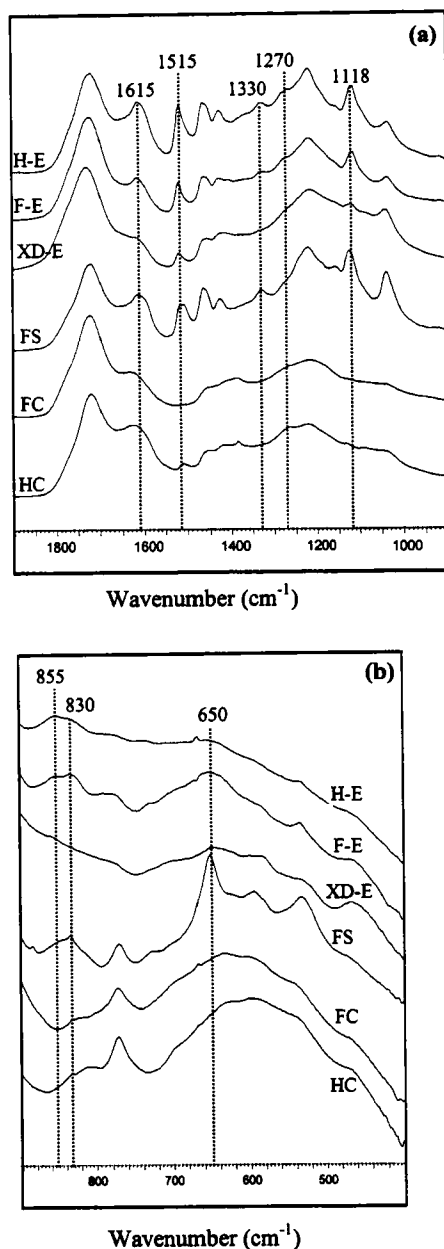 (a)
1615 1515 1330 1270 1118
H-E
F-E
XD-E
FS
FC
HC
1800 1600 1400 1200 1000
Wavenumber (cm⁻¹)
(b)
855 830 650
H-E
F-E
XD-E
FS
FC
HC
800 700 600 500
Wavenumber (cm⁻¹)